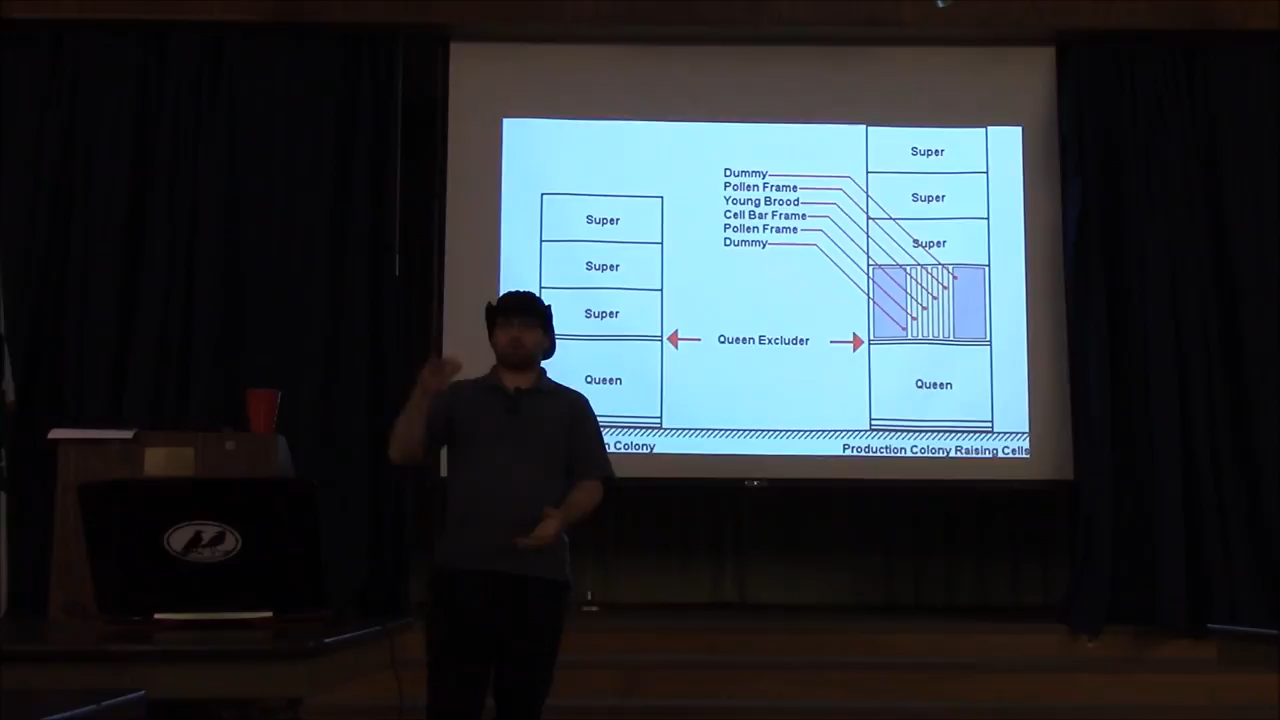 Super
Super
Super
Queen
n Colony
Dummy
Pollen Frame
Young Brood
Cell Bar Frame
Pollen Frame
Dummy
Queen Excluder
Super
Super
Super
Queen
Production Colony Raising Cells